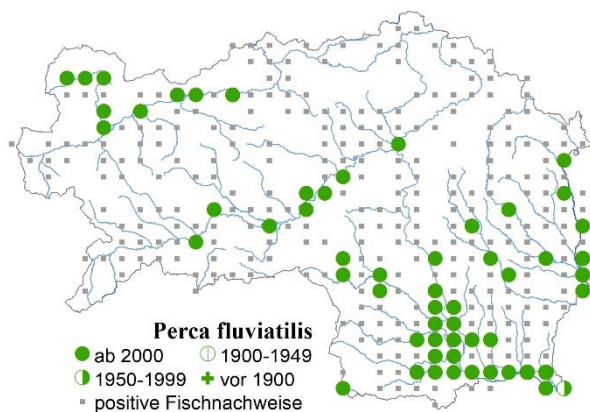 Perca fluviatilis
ab 2000 1900-1949
1950-1999 vor 1900
positive Fischnachweise